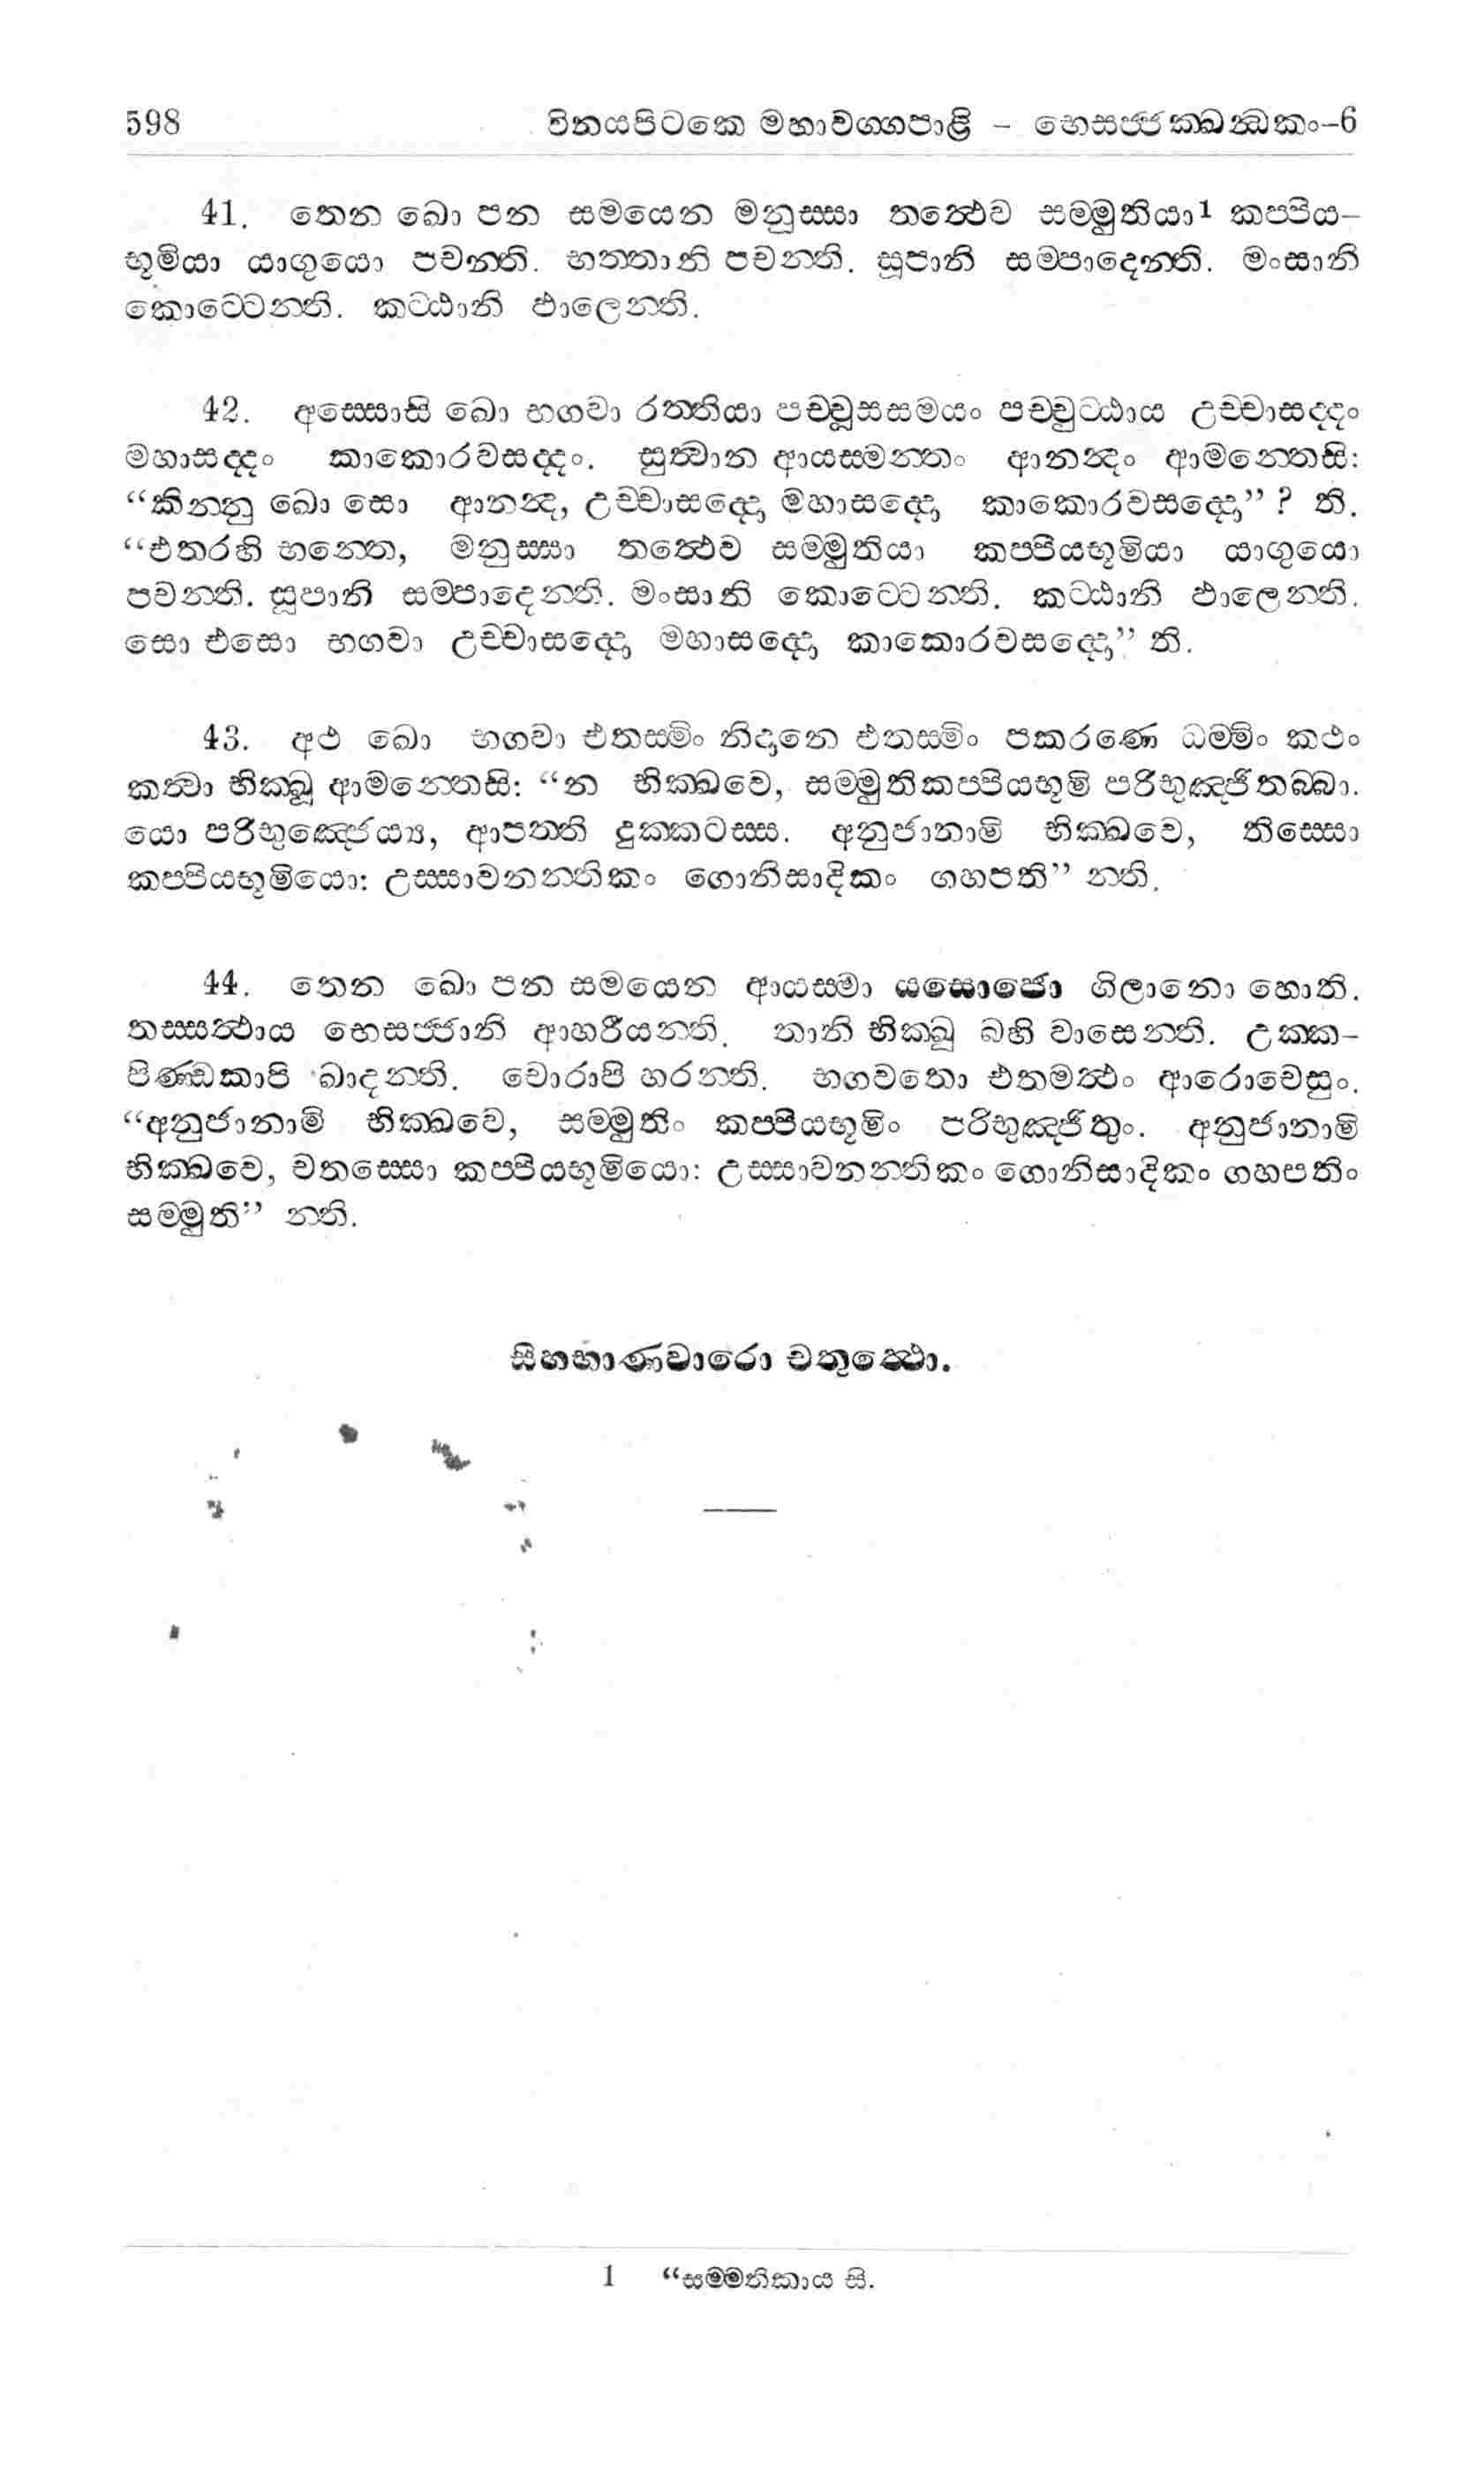 598 විනයපිටකෙ මහාවග්ගපාළි – භෙසජ්ජක්ඛන්ධකං–6
41. තෙන ඛො පන සමයෙන මනුස්සා තත්ථෙව සම්මුතියා1 කප්පිය–
භූමියා යාගුයො පචන්ති. භත්තානි පචන්ති. සූපානි සම්පාදෙන්ති. මංසානි
කොට්ටෙන්ති. කට්ඨානි ඵාලෙන්ති.
42. අස්සොසි ඛො භගවා රත්තියා පච්චූසසමයං පච්චුට්ඨාය උච්චාසද්දං
මහාසද්දං කාකොරවසද්දං. සුත්වාන ආයස්මන්තං ආනන්දං ආමන්තෙසි:
“කින්නු ඛො සො ආනන්ද, උච්චාසද්දො මහාසද්දො කාකොරවසද්දො” ? ති.
“එතරහි භන්තෙ, මනුස්සා තත්ථෙව සම්මුතියා කප්පියභූමියා යාගුයො
පචන්ති. සූපානි සම්පාදෙන්ති. මංසානි කොට්ටෙන්ති. කට්ඨානි ඵාලෙන්ති.
සො එසො භගවා උච්චාසද්දො මහාසද්දො කාකොරවසද්දො” ති.
43. අථ ඛො භගවා එතස්මිං නිදානෙ එතස්මිං පකරණෙ ධම්මිං කථං
කත්වා භික්ඛූ ආමන්තෙසි: “න භික්ඛවෙ, සම්මුතිකප්පියභූමි පරිභුඤ්ජිතබ්බා.
යො පරිභුඤ්ජෙය්‍ය, ආපත්ති දුක්කටස්ස. අනුජානාමි භික්ඛවෙ, තිස්සො
කප්පියභූමියො: උස්සාවනන්තිකං ගොනිසාදිකං ගහපති” න්ති.
44. තෙන ඛො පන සමයෙන ආයස්මා යසොජො ගිලානො හොති.
තස්සත්ථාය භෙසජ්ජානි ආහරීයන්ති. තානි භික්ඛූ බහි වාසෙන්ති. උක්ක–
පිණ්ඩකාපි ඛාදන්ති. චොරාපි හරන්ති. භගවතො එතමත්ථං ආරොචෙසුං.
“අනුජානාමි භික්ඛවෙ, සම්මුතිං කප්පියභූමිං පරිභුඤ්ජිතුං. අනුජානාමි
භික්ඛවෙ, චතස්සො කප්පියභූමියො: උස්සාවනන්තිකං ගොනිසාදිකං ගහපතිං
සම්මුති” න්ති.
සීහභාණවාරො චතුත්ථො.
1 “සම්මතිකාය සි.